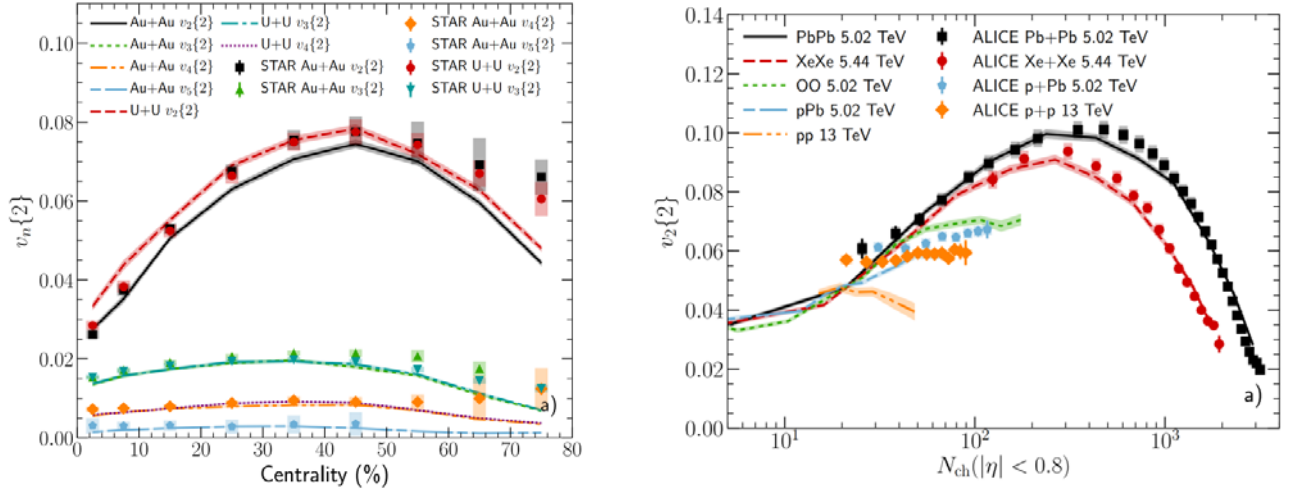 Au+Au v₂{2}
Au+Au v₃{2}
Au+Au v₄{2}
Au+Au v₅{2}
U+U v₂{2}
U+U v₃{2}
U+U v₄{2}
STAR Au+Au v₂{2}
STAR Au+Au v₃{2}
STAR Au+Au v₄{2}
STAR Au+Au v₅{2}
STAR U+U v₂{2}
STAR U+U v₃{2}
0.10
0.08
0.06
0.04
0.02
0.00
vₙ{2}
a)
0 10 20 30 40 50 60 70 80
Centrality (%)
PbPb 5.02 TeV
XeXe 5.44 TeV
OO 5.02 TeV
pPb 5.02 TeV
pp 13 TeV
ALICE Pb+Pb 5.02 TeV
ALICE Xe+Xe 5.44 TeV
ALICE p+Pb 5.02 TeV
ALICE p+p 13 TeV
0.14
0.12
0.10
0.08
0.06
0.04
0.02
0.00
v₂{2}
a)
10¹ 10² 10³
N_ch(|η| < 0.8)